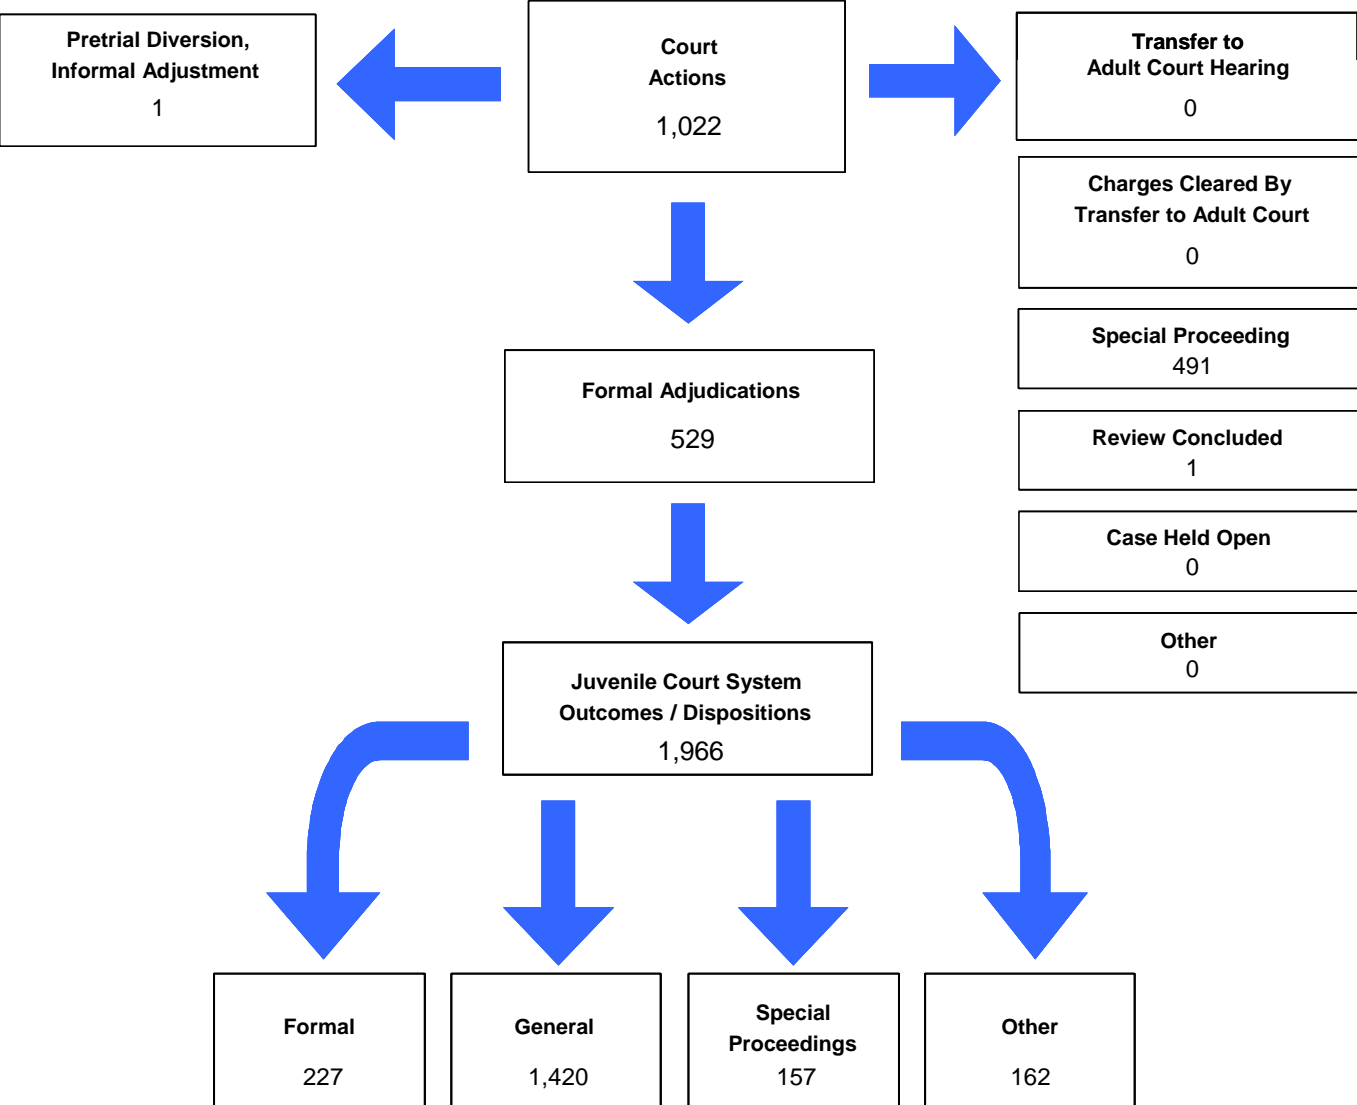 Pretrial Diversion,
Informal Adjustment
1
Court
Actions
1,022
Transfer to
Adult Court Hearing
0
Charges Cleared By
Transfer to Adult Court
0
Special Proceeding
491
Review Concluded
1
Case Held Open
0
Other
0
Formal Adjudications
529
Juvenile Court System
Outcomes / Dispositions
1,966
Formal
227
General
1,420
Special
Proceedings
157
Other
162